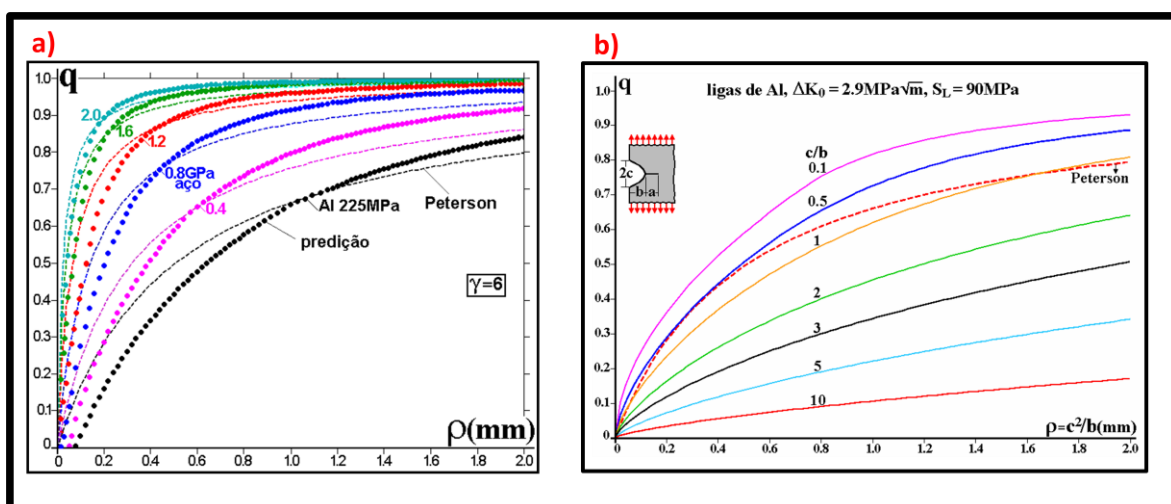 a)
q
1.0
0.9
0.8
0.7
0.6
0.5
0.4
0.3
0.2
0.1
0
2.0
1.6
1.2
0.8GPa
aço
0.4
Al 225MPa
Peterson
predição
γ=6
ρ(mm)
0 0.2 0.4 0.6 0.8 1.0 1.2 1.4 1.6 1.8 2.0
b)
q
ligas de Al, ΔK₀ = 2.9MPa√m, S_L = 90MPa
1
0.9
0.8
0.7
0.6
0.5
0.4
0.3
0.2
0.1
0
2c
b a
c/b
0.1
0.5
1
2
3
5
10
Peterson
ρ=c²/b(mm)
0 0.2 0.4 0.6 0.8 1.0 1.2 1.4 1.6 1.8 2.0